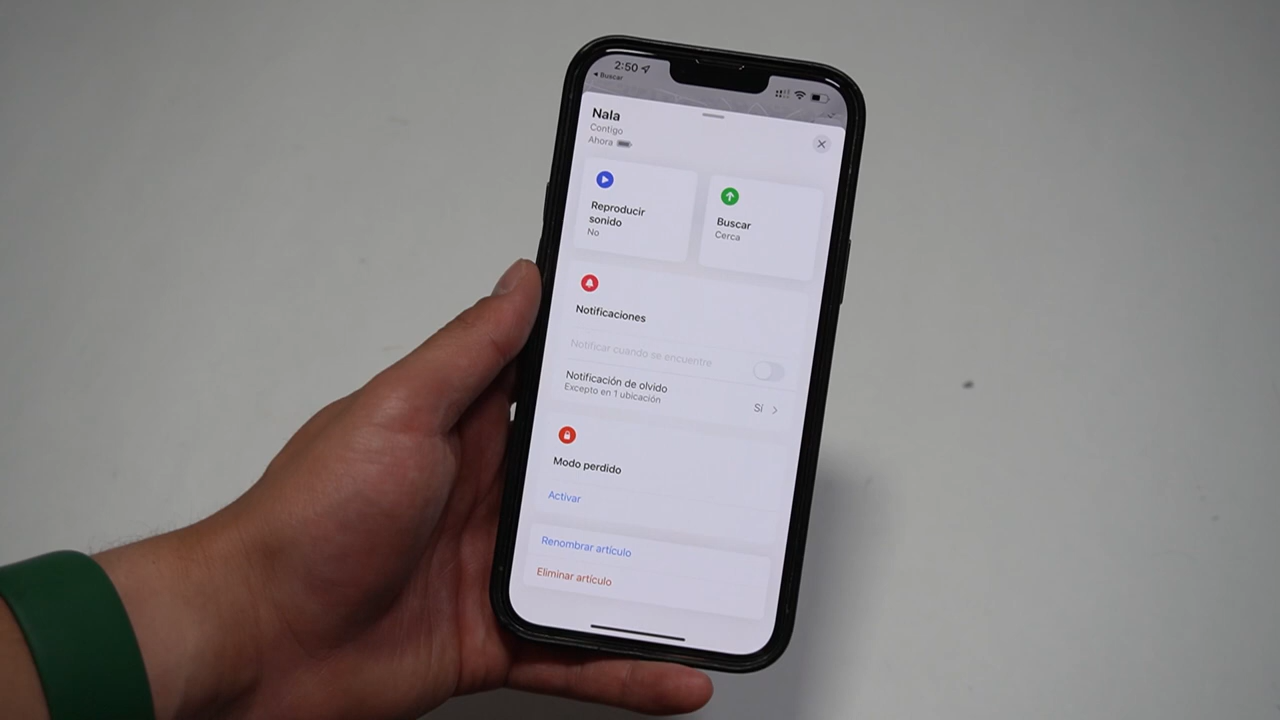 2:50
Buscar
Nala
Contigo
Ahora
Reproducir
sonido
No
Buscar
Cerca
Notificaciones
Notificar cuando se encuentre
Notificación de olvido
Excepto en 1 ubicación
Sí
Modo perdido
Activar
Renombrar artículo
Eliminar artículo